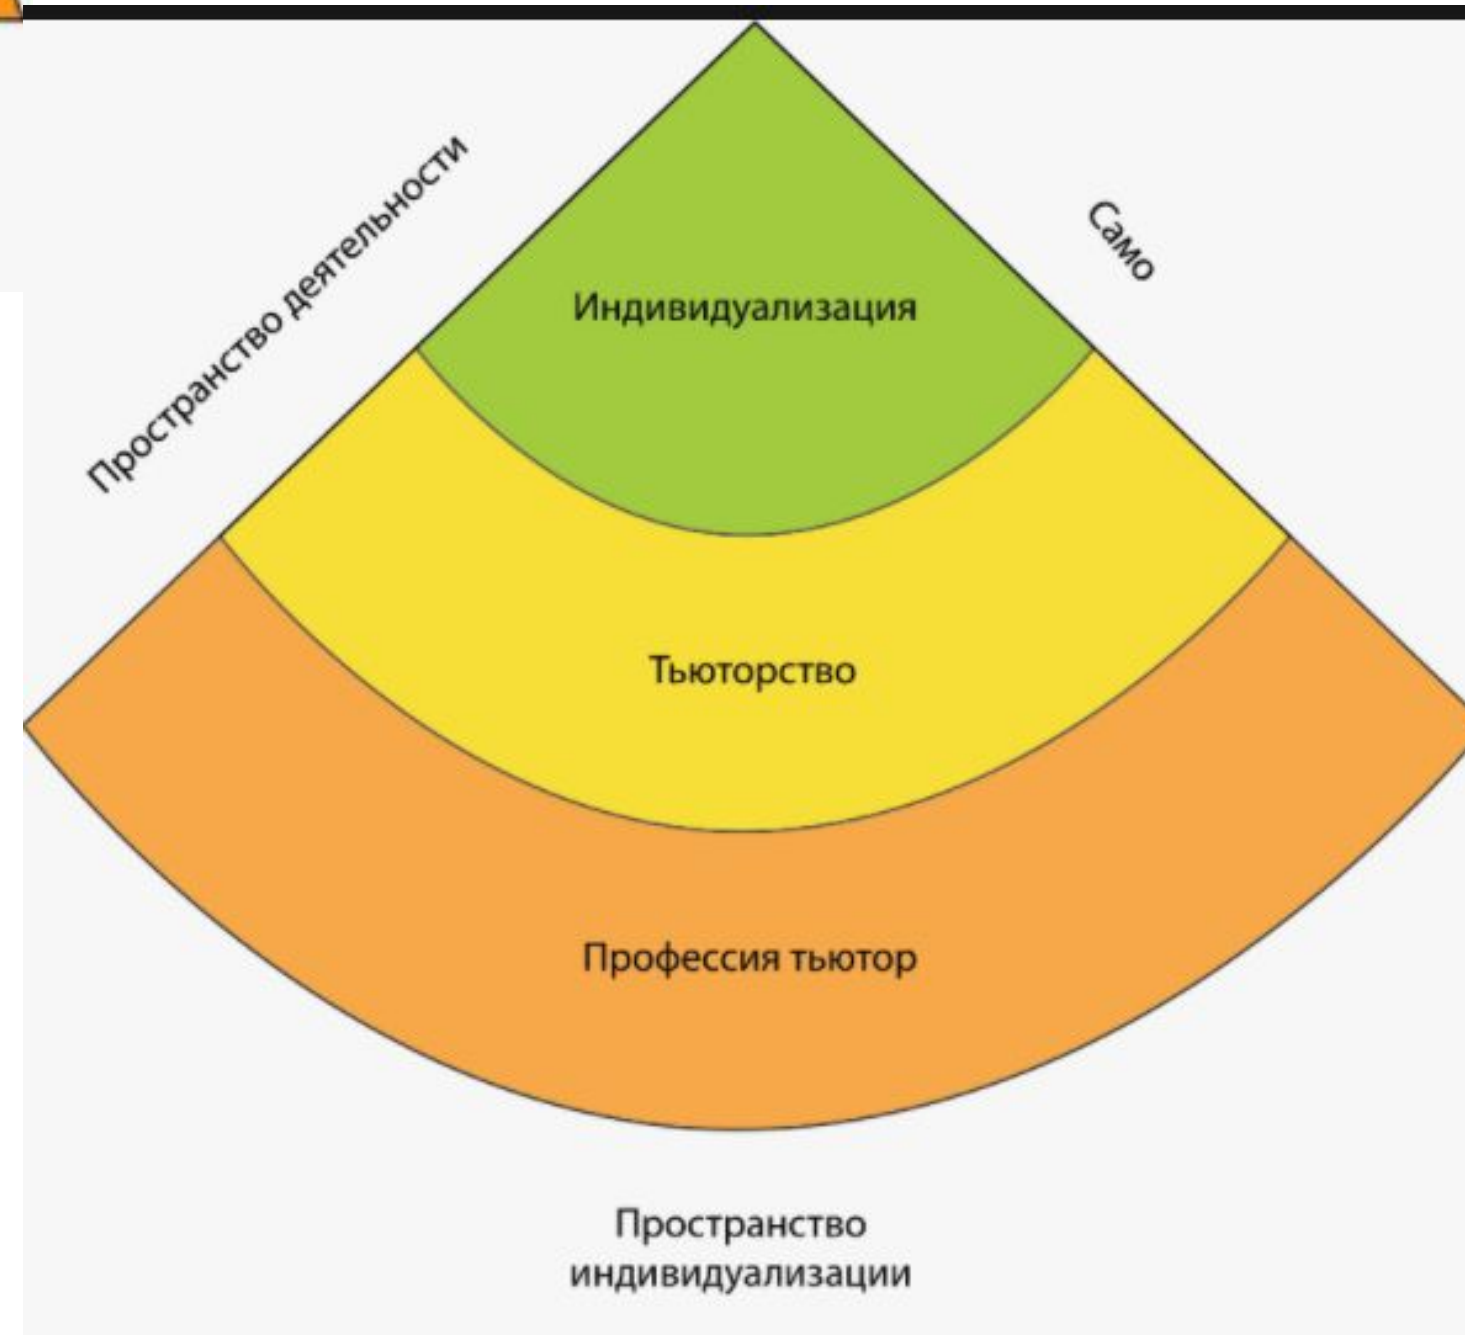 Пространство деятельности
Само
Индивидуализация
Тьюторство
Профессия тьютор
Пространство
индивидуализации